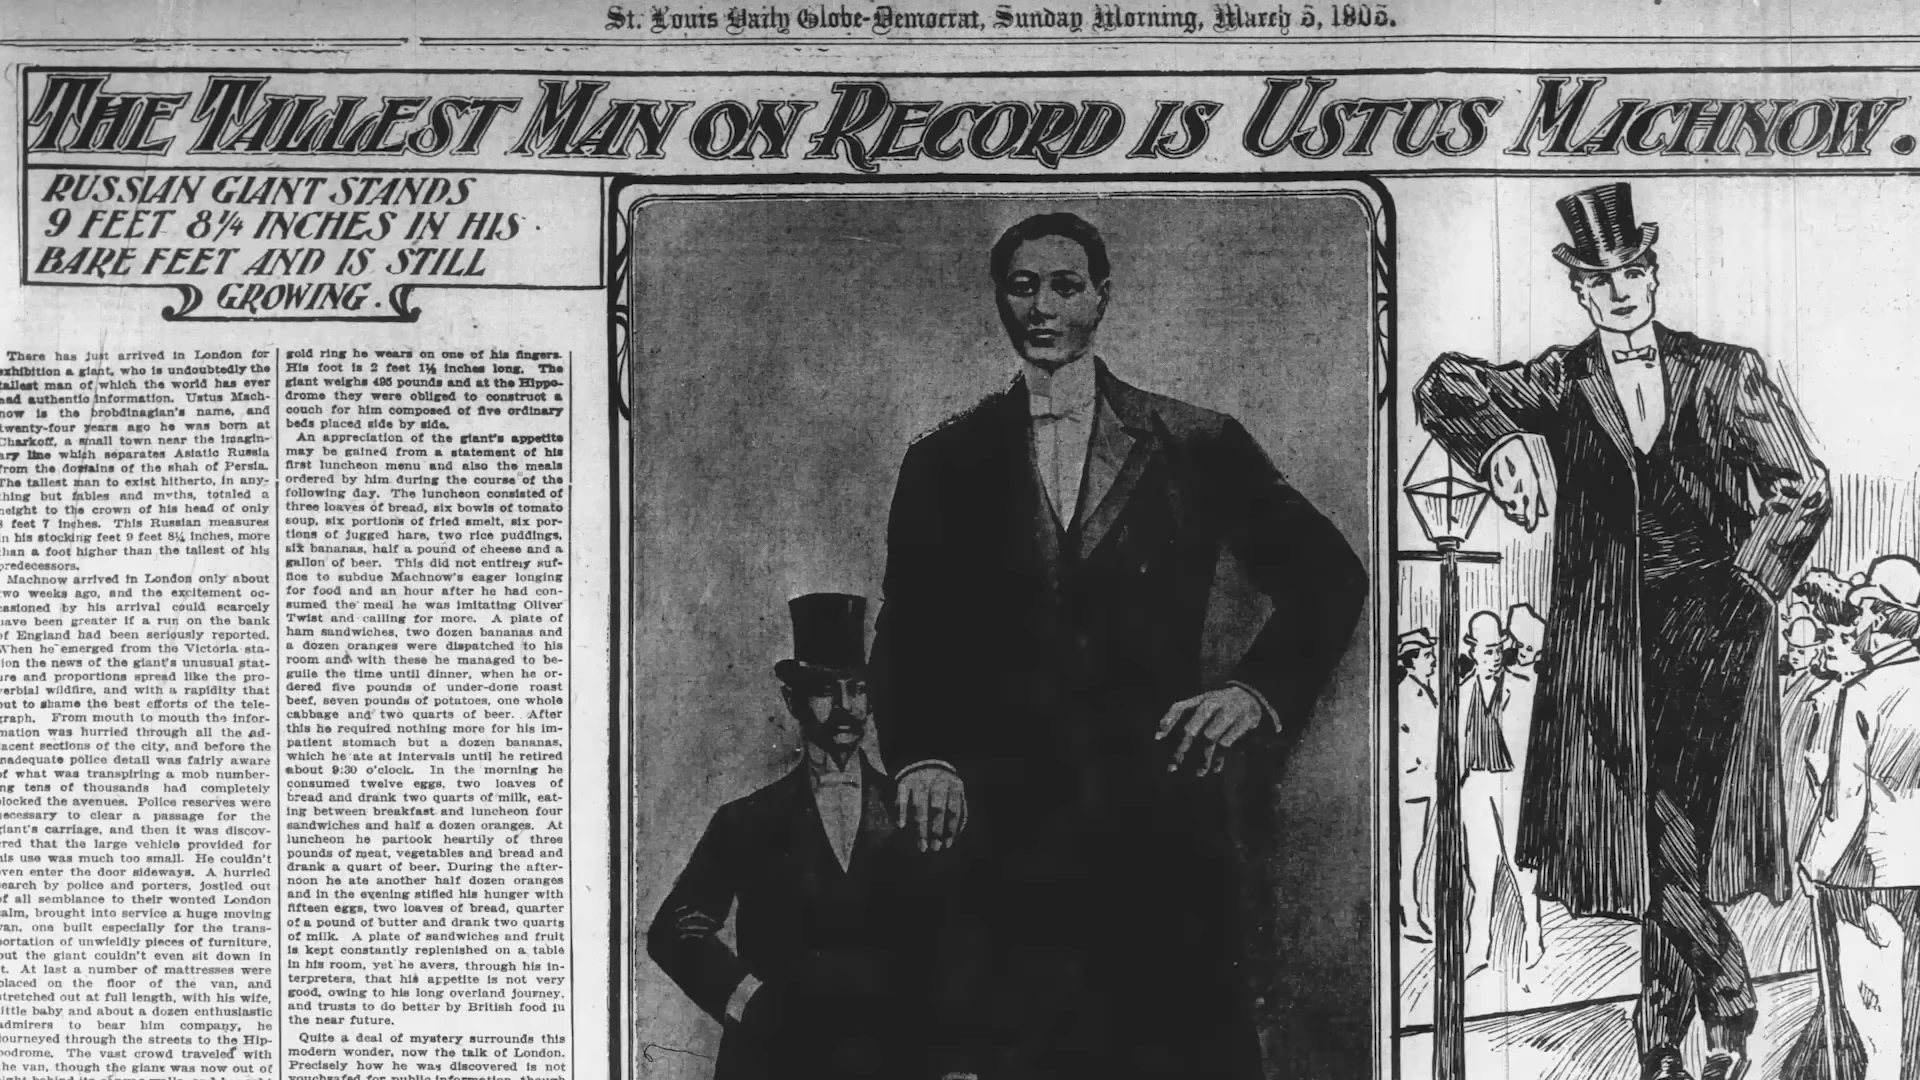 St. Louis Daily Globe-Democrat, Sunday Morning, March 5, 1905.
THE TALLEST MAN ON RECORD IS USTUS MACHNOW.
RUSSIAN GIANT STANDS
9 FEET 8¼ INCHES IN HIS
BARE FEET AND IS STILL
GROWING.
There has just arrived in London for
exhibition a giant, who is undoubtedly the
tallest man of which the world has ever
had authentic information. Ustus Mach-
now is the brobdinagian's name, and
twenty-four years ago he was born at
Charkoff, a small town near the imagin-
ary line which separates Asiatic Russia
from the domains of the shah of Persia.
The tallest man to exist hitherto, in any-
thing but fables and myths, totaled a
height to the crown of his head of only
8 feet 7 inches. This Russian measures
in his stocking feet 9 feet 8¼ inches, more
than a foot higher than the tallest of his
predecessors.
Machnow arrived in London only about
two weeks ago, and the excitement oc-
casioned by his arrival could scarcely
have been greater if a run on the bank
of England had been seriously reported.
When he emerged from the Victoria sta-
tion the news of the giant's unusual stat-
ure and proportions spread like the pro-
verbial wildfire, and with a rapidity that
put to shame the best efforts of the tele-
graph. From mouth to mouth the infor-
mation was hurried through all the ad-
jacent sections of the city, and before the
inadequate police detail was fairly aware
of what was transpiring a mob number-
ing tens of thousands had completely
blocked the avenues. Police reserves were
necessary to clear a passage for the
giant's carriage, and then it was discov-
ered that the large vehicle provided for
his use was much too small. He couldn't
even enter the door sideways. A hurried
search by police and porters, jostled out
of all semblance to their wonted London
calm, brought into service a huge moving
van, one built especially for the trans-
portation of unwieldly pieces of furniture,
but the giant couldn't even sit down in
it. At last a number of mattresses were
placed on the floor of the van, and
stretched out at full length, with his wife,
little baby and about a dozen enthusiastic
admirers to bear him company, he
journeyed through the streets to the Hip-
podrome. The vast crowd traveled with
the van, though the giant was now out of
gold ring he wears on one of his fingers.
His foot is 2 feet 1½ inches long. The
giant weighs 495 pounds and at the Hippo-
drome they were obliged to construct a
couch for him composed of five ordinary
beds placed side by side.
An appreciation of the giant's appetite
may be gained from a statement of his
first luncheon menu and also the meals
ordered by him during the course of the
following day. The luncheon consisted of
three loaves of bread, six bowls of tomato
soup, six portions of fried smelt, six por-
tions of jugged hare, two rice puddings,
six bananas, half a pound of cheese and a
gallon of beer. This did not entirely suf-
fice to subdue Machnow's eager longing
for food and an hour after he had con-
sumed the meal he was imitating Oliver
Twist and calling for more. A plate of
ham sandwiches, two dozen bananas and
a dozen oranges were dispatched to his
room and with these he managed to be-
guile the time until dinner, when he or-
dered five pounds of under-done roast
beef, seven pounds of potatoes, one whole
cabbage and two quarts of beer. After
this he required nothing more for his im-
patient stomach but a dozen bananas,
which he ate at intervals until he retired
about 9:30 o'clock. In the morning he
consumed twelve eggs, two loaves of
bread and drank two quarts of milk, eat-
ing between breakfast and luncheon four
sandwiches and half a dozen oranges. At
luncheon he partook heartily of three
pounds of meat, vegetables and bread and
drank a quart of beer. During the after-
noon he ate another half dozen oranges
and in the evening stifled his hunger with
fifteen eggs, two loaves of bread, quarter
of a pound of butter and drank two quarts
of milk. A plate of sandwiches and fruit
is kept constantly replenished on a table
in his room, yet he avers, through his in-
terpreters, that his appetite is not very
good, owing to his long overland journey,
and trusts to do better by British food in
the near future.
Quite a deal of mystery surrounds this
modern wonder, now the talk of London.
Precisely how he was discovered is not
vouchsafed for public information, though